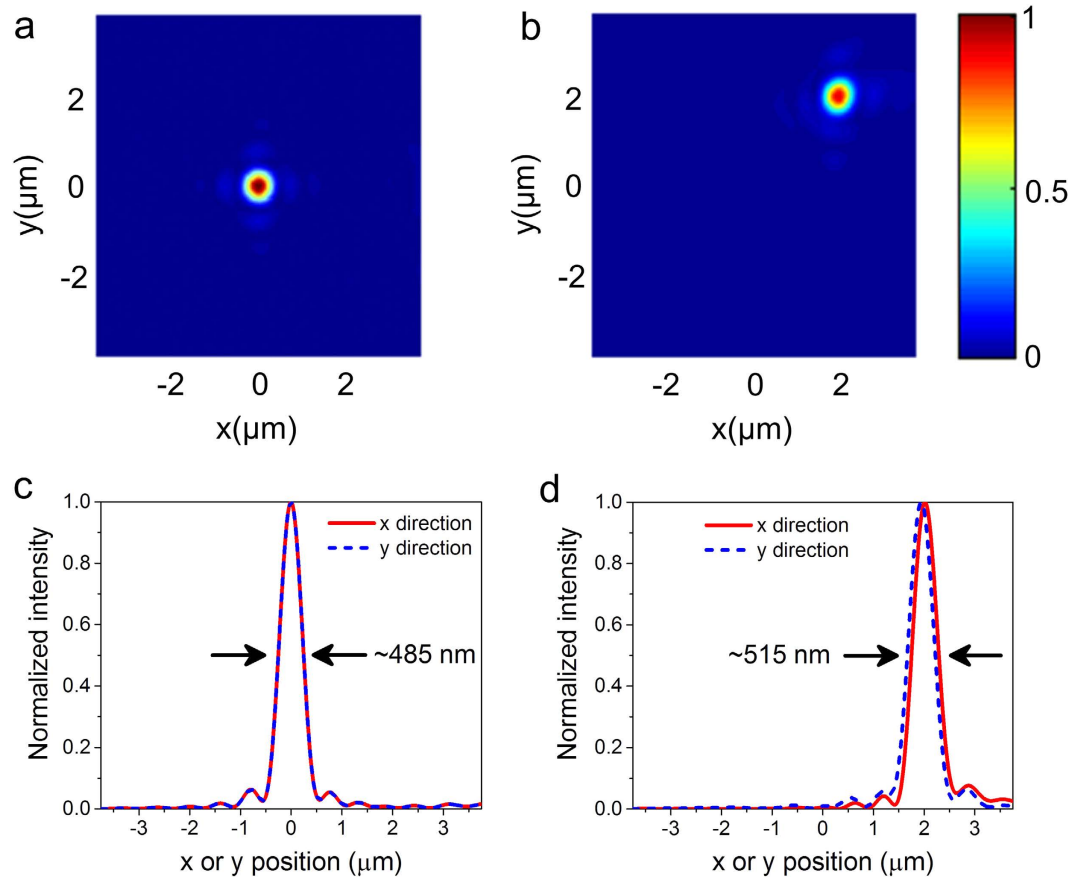 a
2
0
-2
y(µm)
-2 0 2
x(µm)
b
2
0
-2
y(µm)
-2 0 2
x(µm)
1
0.5
0
c
1.0
0.8
0.6
0.4
0.2
0.0
Normalized intensity
x direction
y direction
~485 nm
-3 -2 -1 0 1 2 3
x or y position (µm)
d
1.0
0.8
0.6
0.4
0.2
0.0
Normalized intensity
x direction
y direction
~515 nm
-3 -2 -1 0 1 2 3
x or y position (µm)